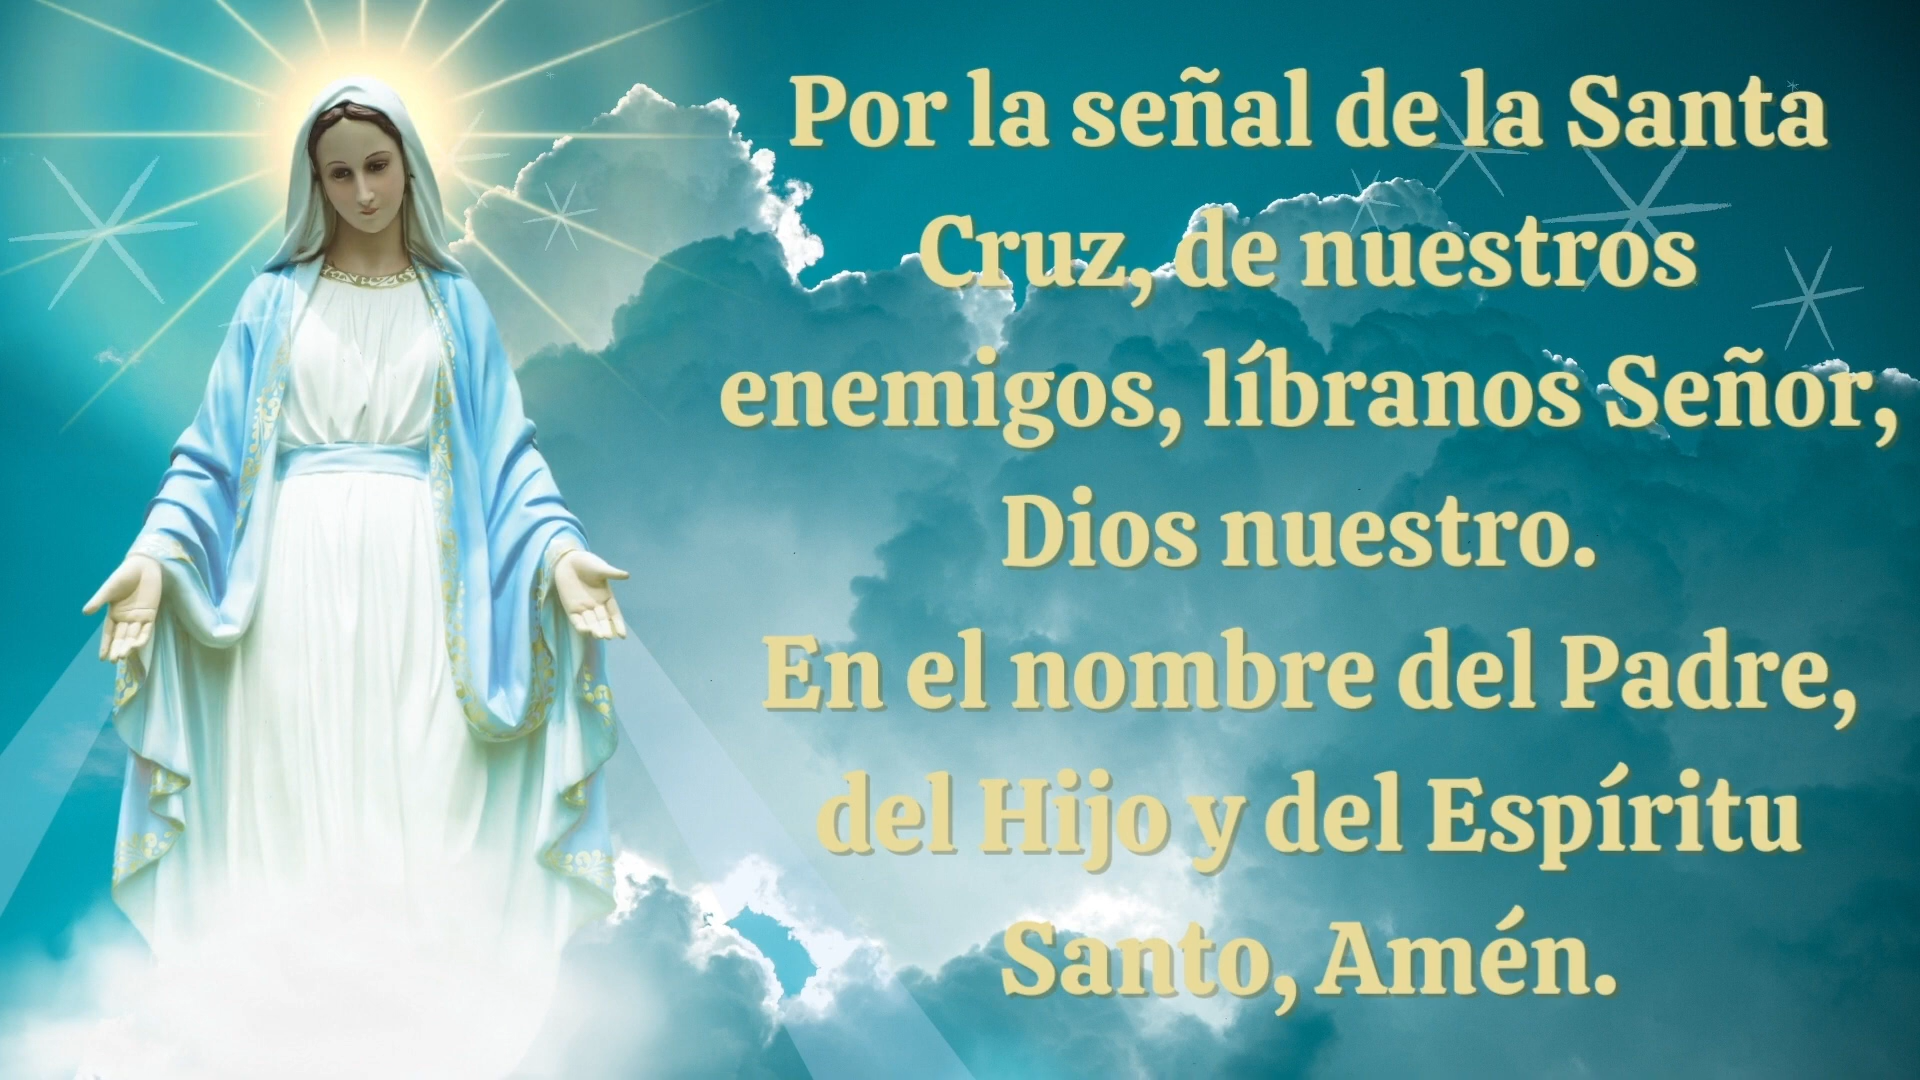 Por la señal de la Santa
Cruz, de nuestros
enemigos, líbranos Señor,
Dios nuestro.
En el nombre del Padre,
del Hijo y del Espíritu
Santo, Amén.